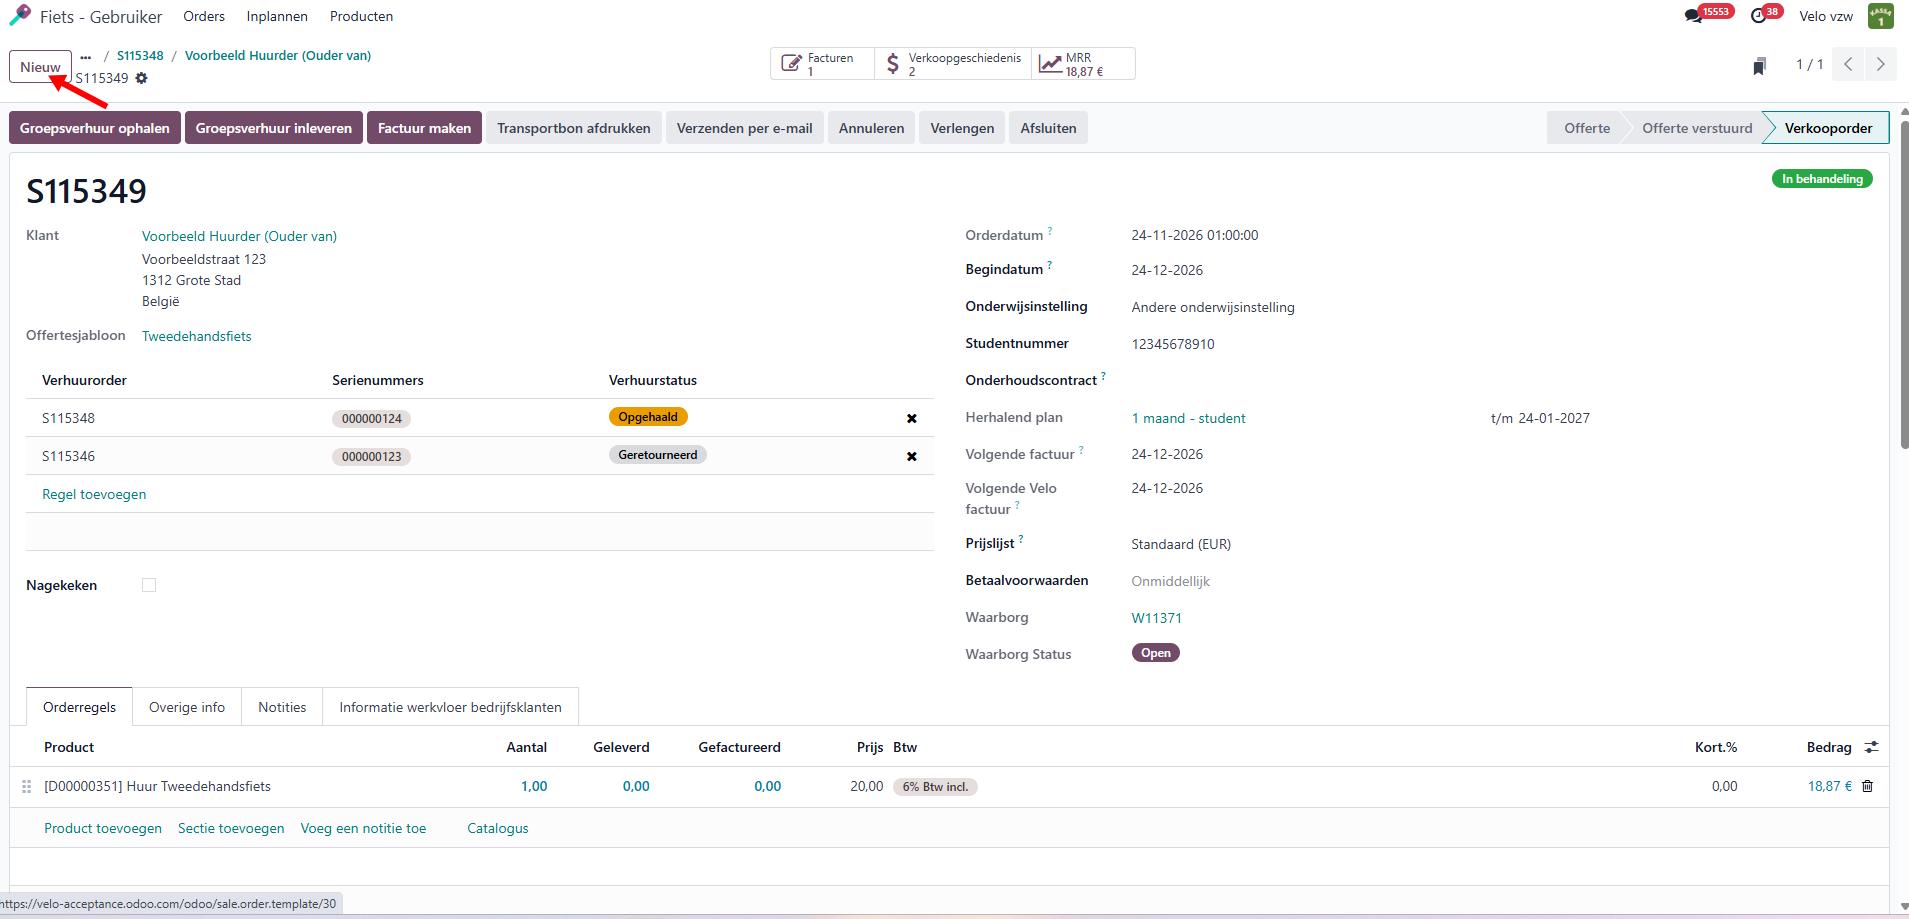 Fiets - Gebruiker Orders Inplannen Producten 15553 38 Velo vzw KASSA 1
Nieuw ... / S115348 / Voorbeeld Huurder (Ouder van)
S115349
Facturen 1 Verkoopgeschiedenis 2 MRR 18,87 € 1 / 1
Groepsverhuur ophalen Groepsverhuur inleveren Factuur maken Transportbon afdrukken Verzenden per e-mail Annuleren Verlengen Afsluiten Offerte Offerte verstuurd Verkooporder
In behandeling
S115349
Klant Voorbeeld Huurder (Ouder van)
Voorbeeldstraat 123
1312 Grote Stad
België
Offertesjabloon Tweedehandsfiets
Verhuurorder Serienummers Verhuurstatus
S115348 000000124 Opgehaald
S115346 000000123 Geretourneerd
Regel toevoegen
Nagekeken
Orderdatum ? 24-11-2026 01:00:00
Begindatum ? 24-12-2026
Onderwijsinstelling Andere onderwijsinstelling
Studentnummer 12345678910
Onderhoudscontract ?
Herhalend plan 1 maand - student t/m 24-01-2027
Volgende factuur ? 24-12-2026
Volgende Velo factuur ? 24-12-2026
Prijslijst ? Standaard (EUR)
Betaalvoorwaarden Onmiddellijk
Waarborg W11371
Waarborg Status Open
Orderregels Overige info Notities Informatie werkvloer bedrijfsklanten
Product Aantal Geleverd Gefactureerd Prijs Btw Kort.% Bedrag
[D00000351] Huur Tweedehandsfiets 1,00 0,00 0,00 20,00 6% Btw incl. 0,00 18,87 €
Product toevoegen Sectie toevoegen Voeg een notitie toe Catalogus
https://velo-acceptance.odoo.com/odoo/sale.order.template/30